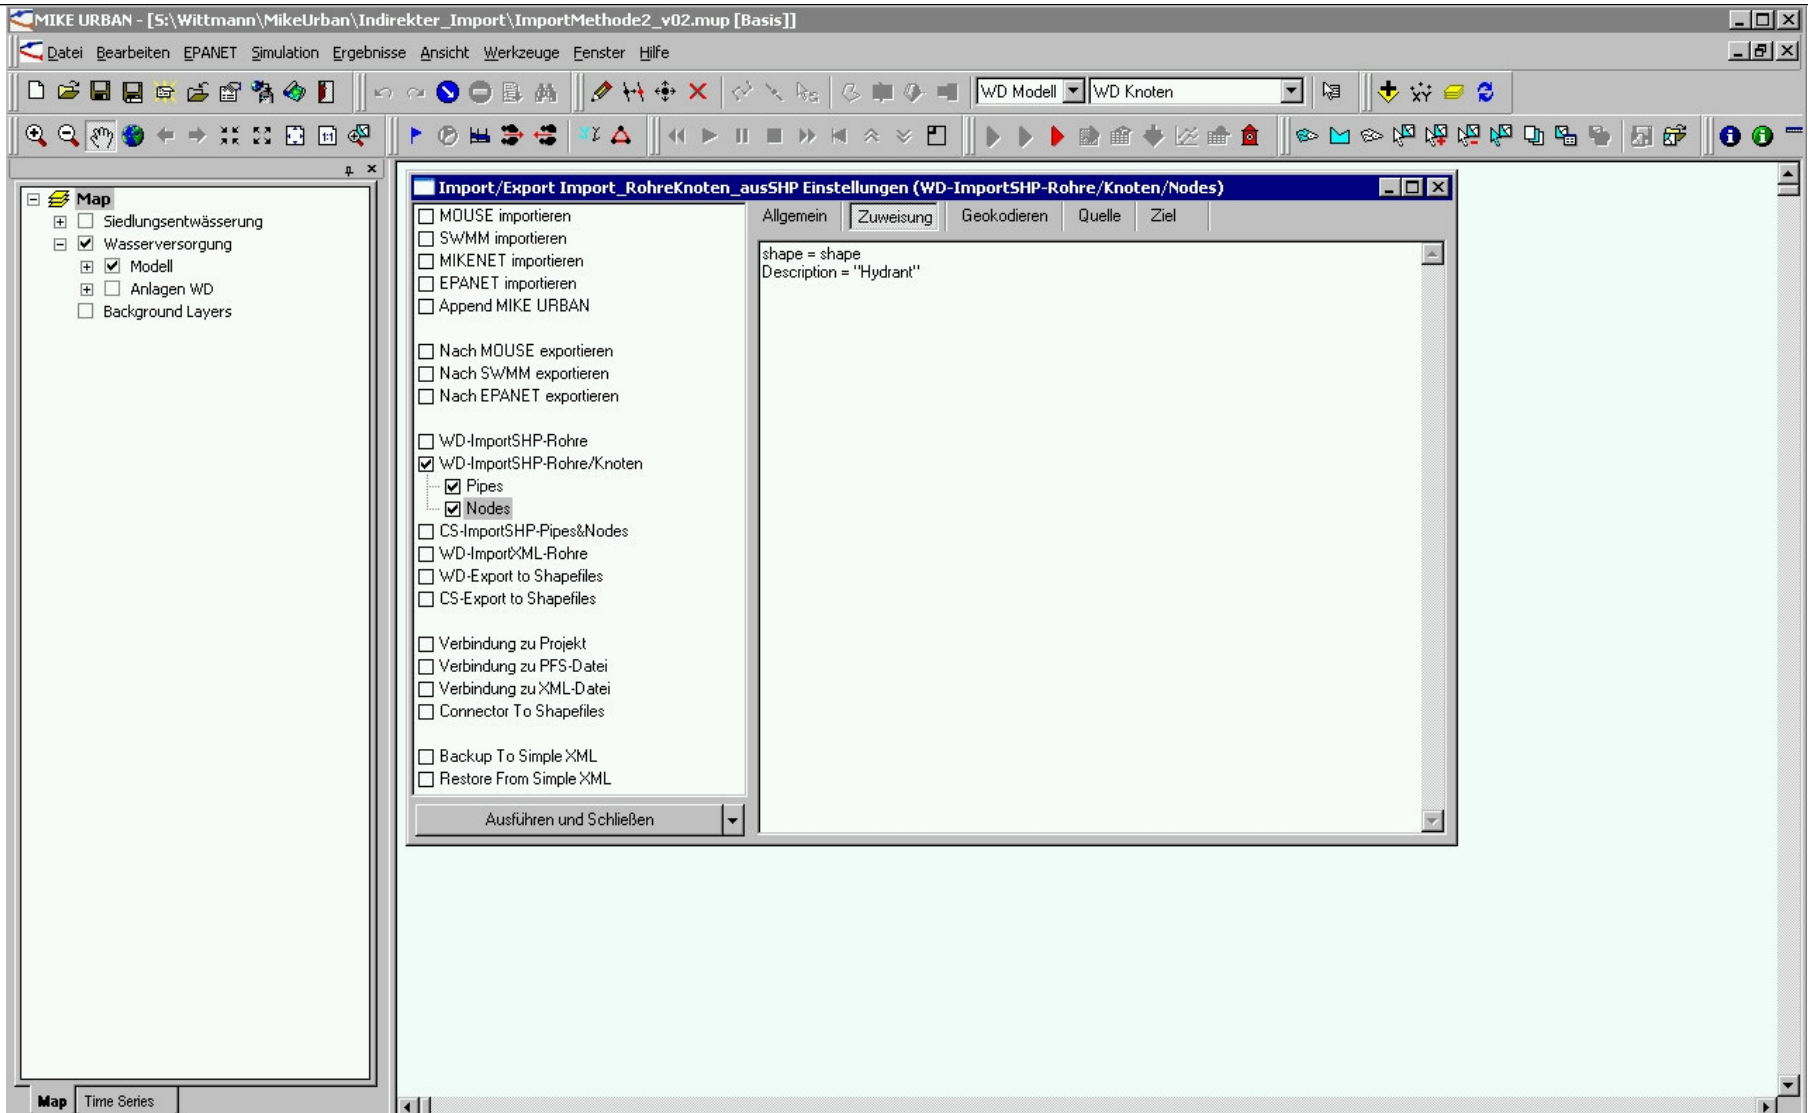 MIKE URBAN - [S:\Wittmann\MikeUrban\Indirekter_Import\ImportMethode2_v02.mup [Basis]]
Datei Bearbeiten EPANET Simulation Ergebnisse Ansicht Werkzeuge Fenster Hilfe
WD Modell WD Knoten
Map
Siedlungsentwässerung
Wasserversorgung
Modell
Anlagen WD
Background Layers
Import/Export Import_RohreKnoten_ausSHP Einstellungen (WD-ImportSHP-Rohre/Knoten/Nodes)
MOUSE importieren
SWMM importieren
MIKENET importieren
EPANET importieren
Append MIKE URBAN
Nach MOUSE exportieren
Nach SWMM exportieren
Nach EPANET exportieren
WD-ImportSHP-Rohre
WD-ImportSHP-Rohre/Knoten
Pipes
Nodes
CS-ImportSHP-Pipes&Nodes
WD-ImportXML-Rohre
WD-Export to Shapefiles
CS-Export to Shapefiles
Verbindung zu Projekt
Verbindung zu PFS-Datei
Verbindung zu XML-Datei
Connector To Shapefiles
Backup To Simple XML
Restore From Simple XML
Ausführen und Schließen
Allgemein Zuweisung Geokodieren Quelle Ziel
shape = shape
Description = "Hydrant"
Map Time Series